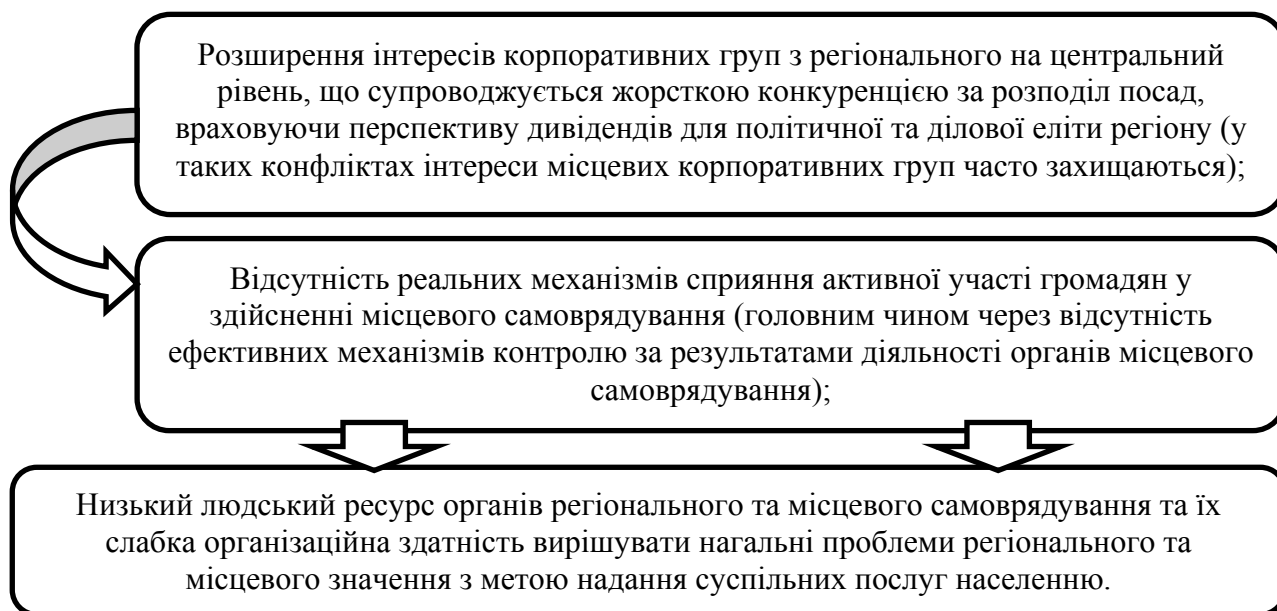 Розширення інтересів корпоративних груп з регіонального на центральний
рівень, що супроводжується жорсткою конкуренцією за розподіл посад,
враховуючи перспективу дивідендів для політичної та ділової еліти регіону (у
таких конфліктах інтереси місцевих корпоративних груп часто захищаються);
Відсутність реальних механізмів сприяння активної участі громадян у
здійсненні місцевого самоврядування (головним чином через відсутність
ефективних механізмів контролю за результатами діяльності органів місцевого
самоврядування);
Низький людський ресурс органів регіонального та місцевого самоврядування та їх
слабка організаційна здатність вирішувати нагальні проблеми регіонального та
місцевого значення з метою надання суспільних послуг населенню.